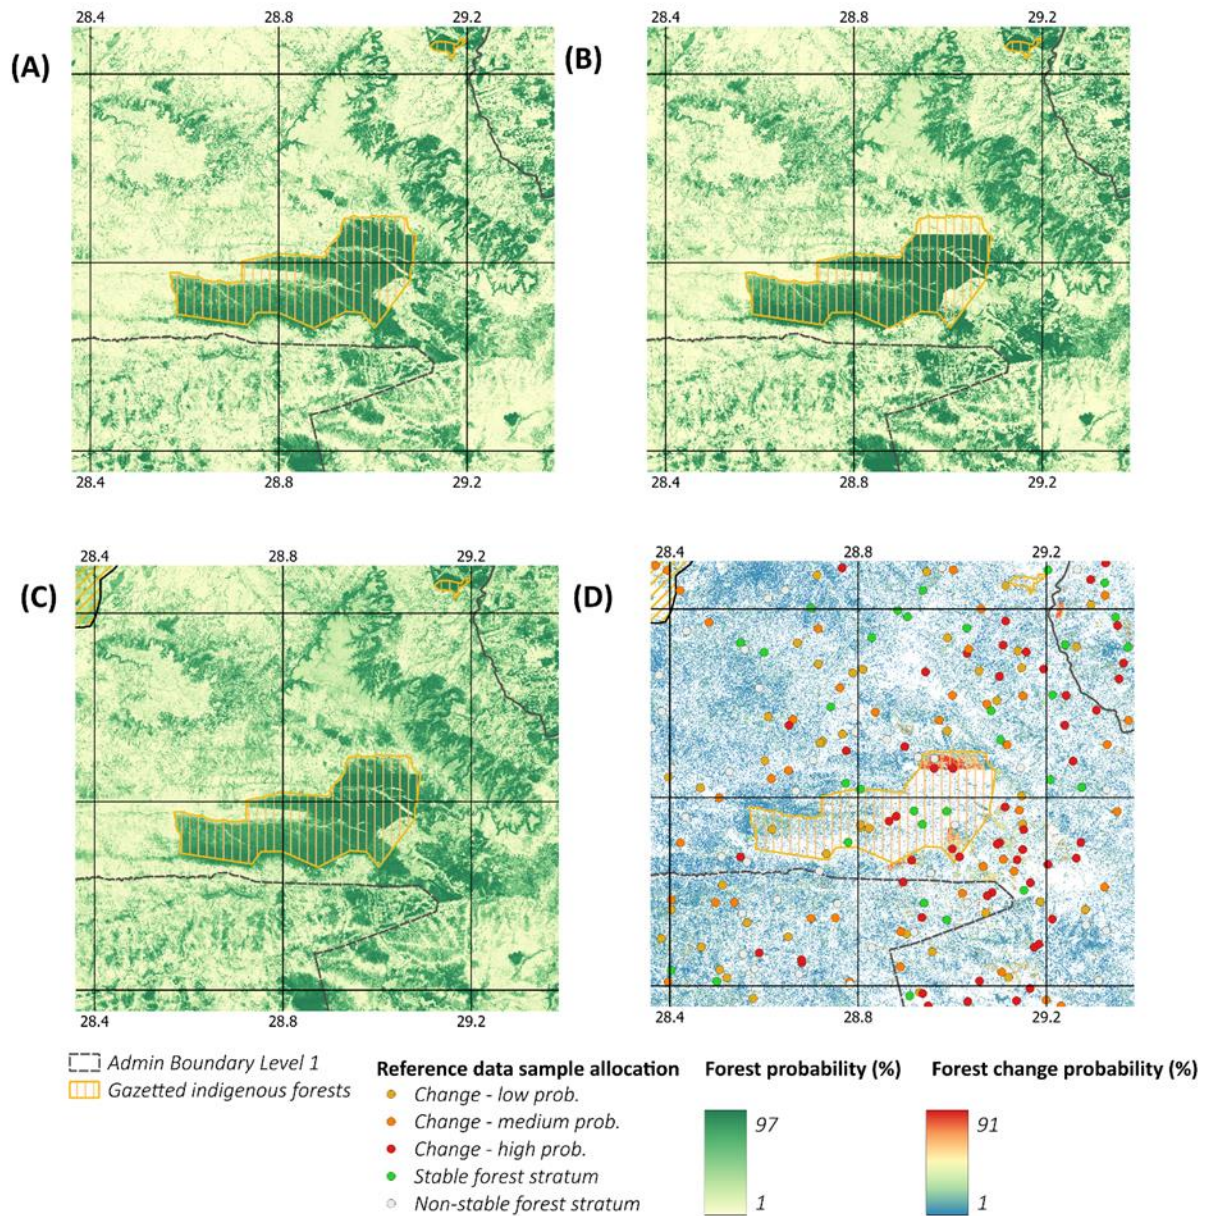 28.4 28.8 29.2 28.4 28.8 29.2
(A) (B)
28.4 28.8 29.2 28.4 28.8 29.2
28.4 28.8 29.2 28.4 28.8 29.2
(C) (D)
28.4 28.8 29.2 28.4 28.8 29.2
Admin Boundary Level 1
Gazetted indigenous forests
Reference data sample allocation
Change - low prob.
Change - medium prob.
Change - high prob.
Stable forest stratum
Non-stable forest stratum
Forest probability (%)
97
1
Forest change probability (%)
91
1